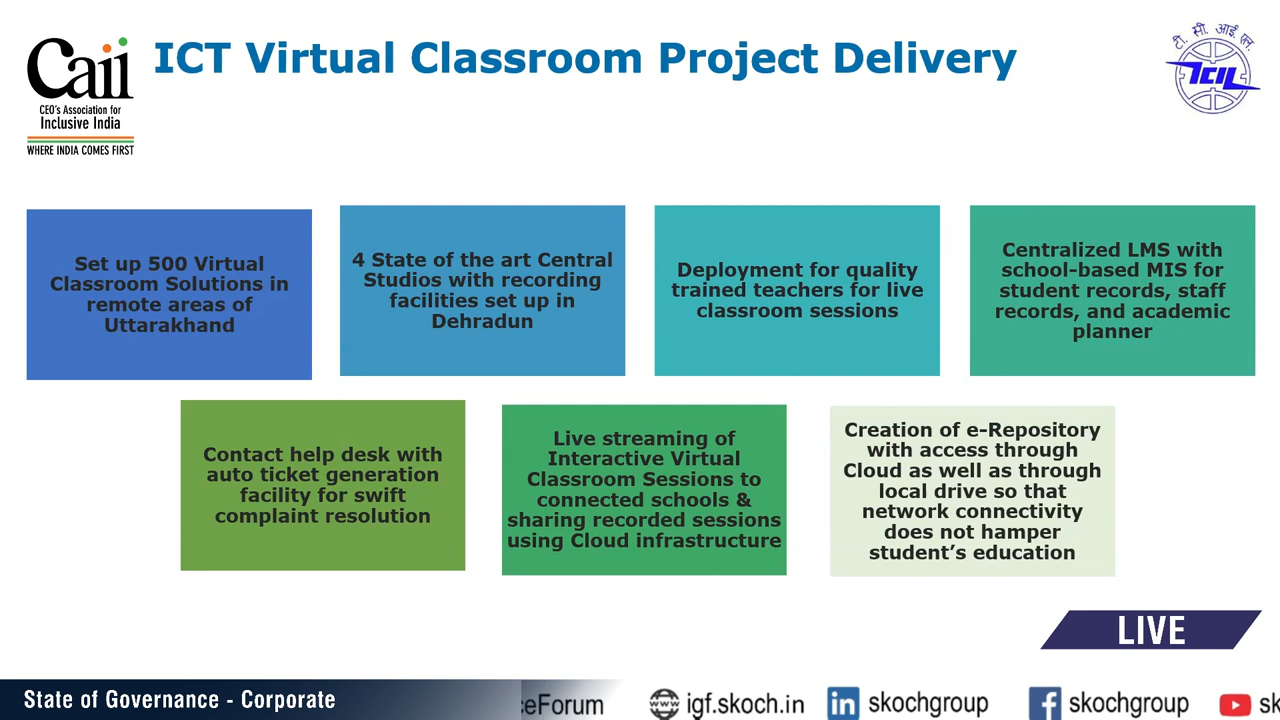 Caii
CEO's Association for
Inclusive India
WHERE INDIA COMES FIRST
ICT Virtual Classroom Project Delivery
टी. सी. आई. एल.
TCIL
Set up 500 Virtual
Classroom Solutions in
remote areas of
Uttarakhand
4 State of the art Central
Studios with recording
facilities set up in
Dehradun
Deployment for quality
trained teachers for live
classroom sessions
Centralized LMS with
school-based MIS for
student records, staff
records, and academic
planner
Contact help desk with
auto ticket generation
facility for swift
complaint resolution
Live streaming of
Interactive Virtual
Classroom Sessions to
connected schools &
sharing recorded sessions
using Cloud infrastructure
Creation of e-Repository
with access through
Cloud as well as through
local drive so that
network connectivity
does not hamper
student’s education
LIVE
State of Governance - Corporate
eForum
igf.skoch.in
skochgroup
skochgroup
sk